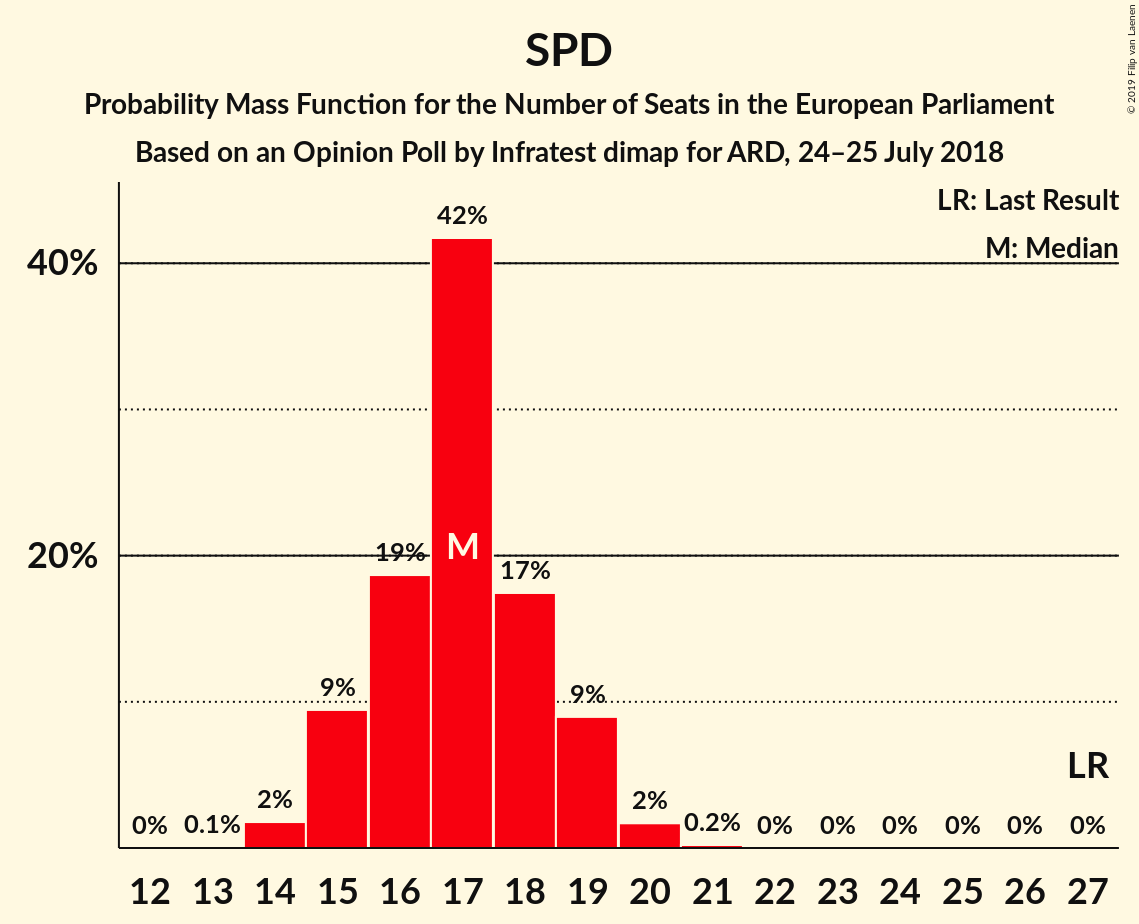 SPD
Probability Mass Function for the Number of Seats in the European Parliament
Based on an Opinion Poll by Infratest dimap for ARD, 24–25 July 2018
© 2019 Filip van Laenen
LR: Last Result
M: Median
40%
20%
0%
0.1%
2%
9%
19%
42%
M
17%
9%
2%
0.2%
0%
0%
0%
0%
0%
0%
LR
12 13 14 15 16 17 18 19 20 21 22 23 24 25 26 27